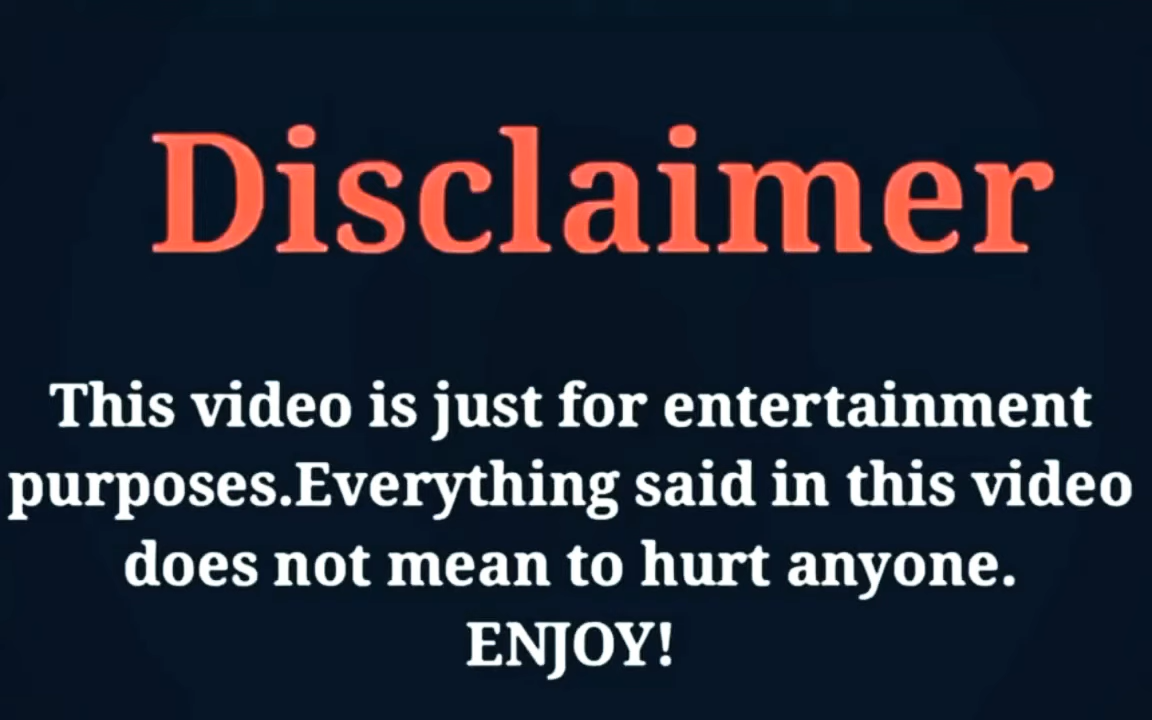 Disclaimer
This video is just for entertainment
purposes.Everything said in this video
does not mean to hurt anyone.
ENJOY!